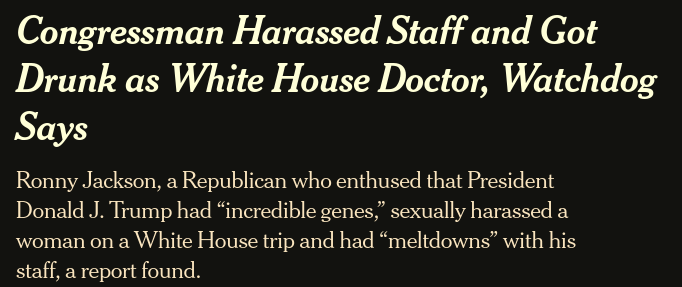 Congressman Harassed Staff and Got
Drunk as White House Doctor, Watchdog
Says
Ronny Jackson, a Republican who enthused that President
Donald J. Trump had “incredible genes,” sexually harassed a
woman on a White House trip and had “meltdowns” with his
staff, a report found.